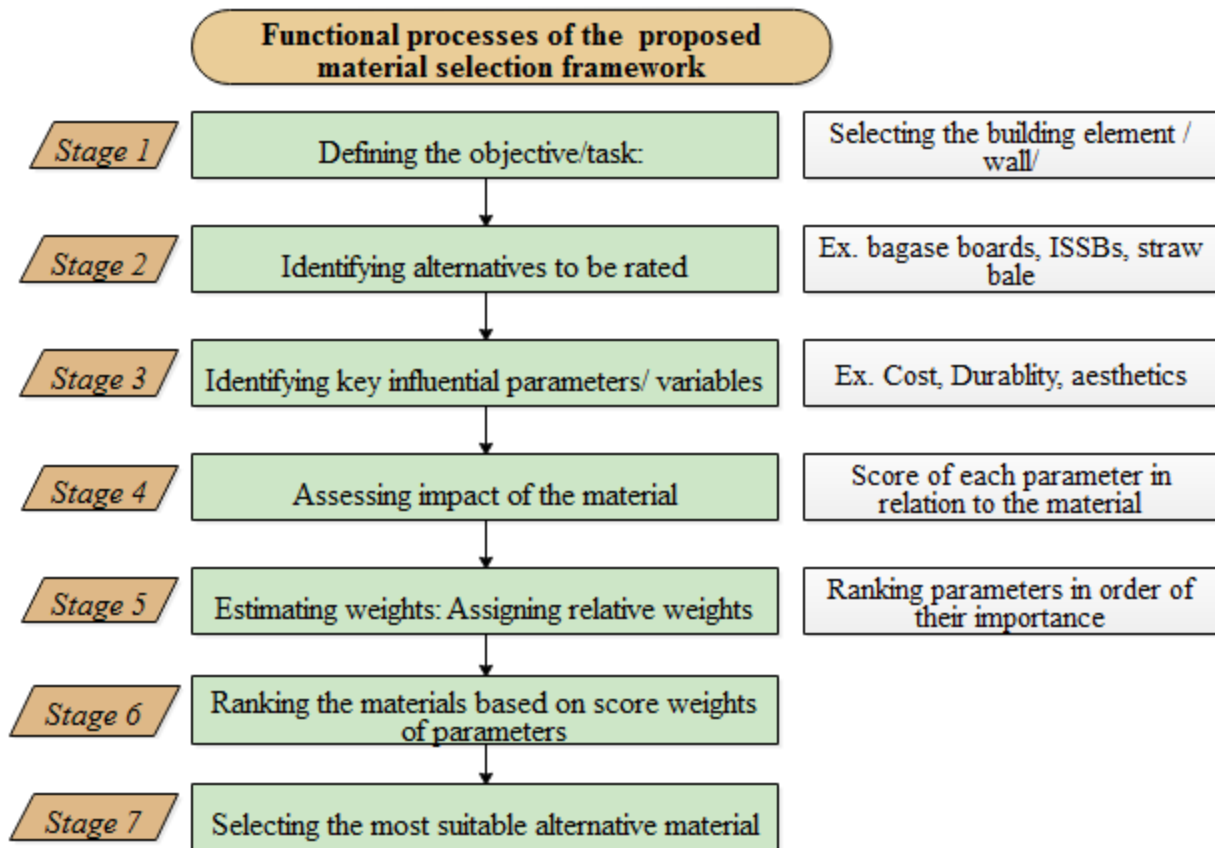 Functional processes of the proposed
material selection framework
Stage 1
Defining the objective/task:
Selecting the building element /
wall/
Stage 2
Identifying alternatives to be rated
Ex. bagase boards, ISSBs, straw
bale
Stage 3
Identifying key influential parameters/ variables
Ex. Cost, Durablity, aesthetics
Stage 4
Assessing impact of the material
Score of each parameter in
relation to the material
Stage 5
Estimating weights: Assigning relative weights
Ranking parameters in order of
their importance
Stage 6
Ranking the materials based on score weights
of parameters
Stage 7
Selecting the most suitable alternative material